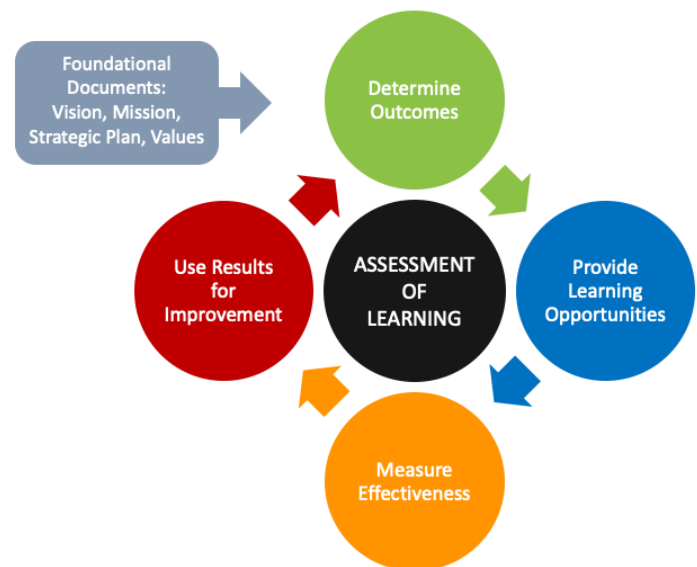 Foundational
Documents:
Vision, Mission,
Strategic Plan, Values
Determine
Outcomes
Use Results
for
Improvement
ASSESSMENT
OF
LEARNING
Provide
Learning
Opportunities
Measure
Effectiveness